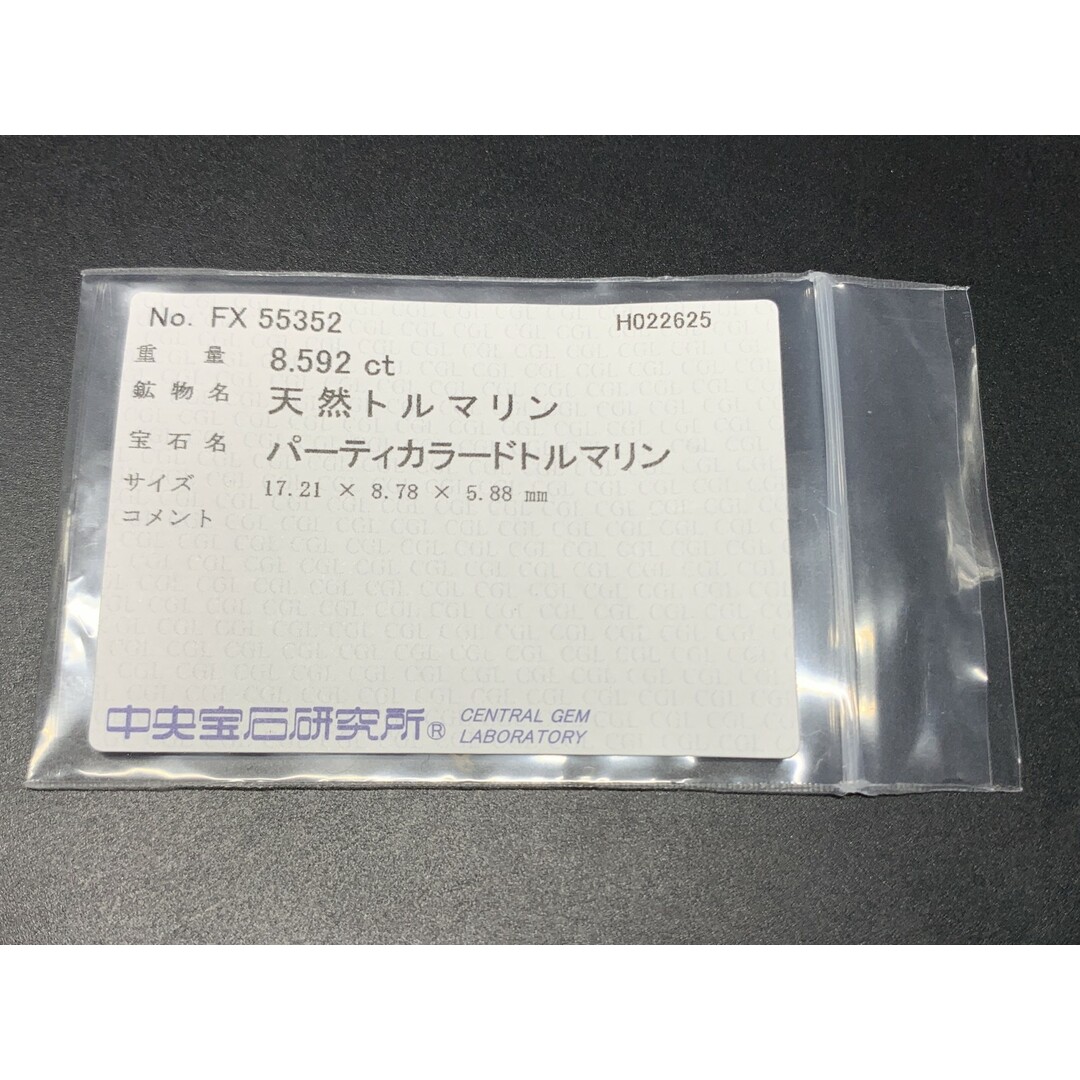 No. FX 55352 H022625
重量 8.592 ct
鉱物名 天然トルマリン
宝石名 パーティカラードトルマリン
サイズ 17.21 × 8.78 × 5.88 mm
コメント
中央宝石研究所® CENTRAL GEM
LABORATORY